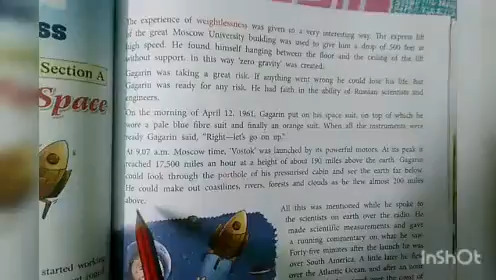 ss
Section A
Space
started working
The experience of weightlessness was given in a very interesting way. The express lift
of the great Moscow University building was used to give him a drop of 500 feet at
high speed. He found himself hanging between the floor and the ceiling of the lift
without support. In this way 'zero gravity' was created.
Gagarin was taking a great risk. If anything went wrong he could lose his life. But
Gagarin was ready for any risk. He had faith in the ability of Russian scientists and
engineers.
On the morning of April 12, 1961, Gagarin put on his space suit, on top of which he
wore a pale blue fibre suit and finally an orange suit. When all the instruments were
ready Gagarin said, "Right—let's go on up."
At 9.07 a.m. Moscow time, 'Vostok' was launched by its powerful motors. At its peak it
reached 17,500 miles an hour at a height of about 190 miles above the earth. Gagarin
could look through the porthole of his pressurised cabin and see the earth far below.
He could make out coastlines, rivers, forests and clouds as he flew almost 200 miles
above.
All this was mentioned while he spoke to
the scientists on earth over the radio. He
made scientific measurements and gave
a running commentary on what he saw.
Forty-five minutes after the launch he was
over South America. A little later he flew
over the Atlantic Ocean, and after an hour
InShOt